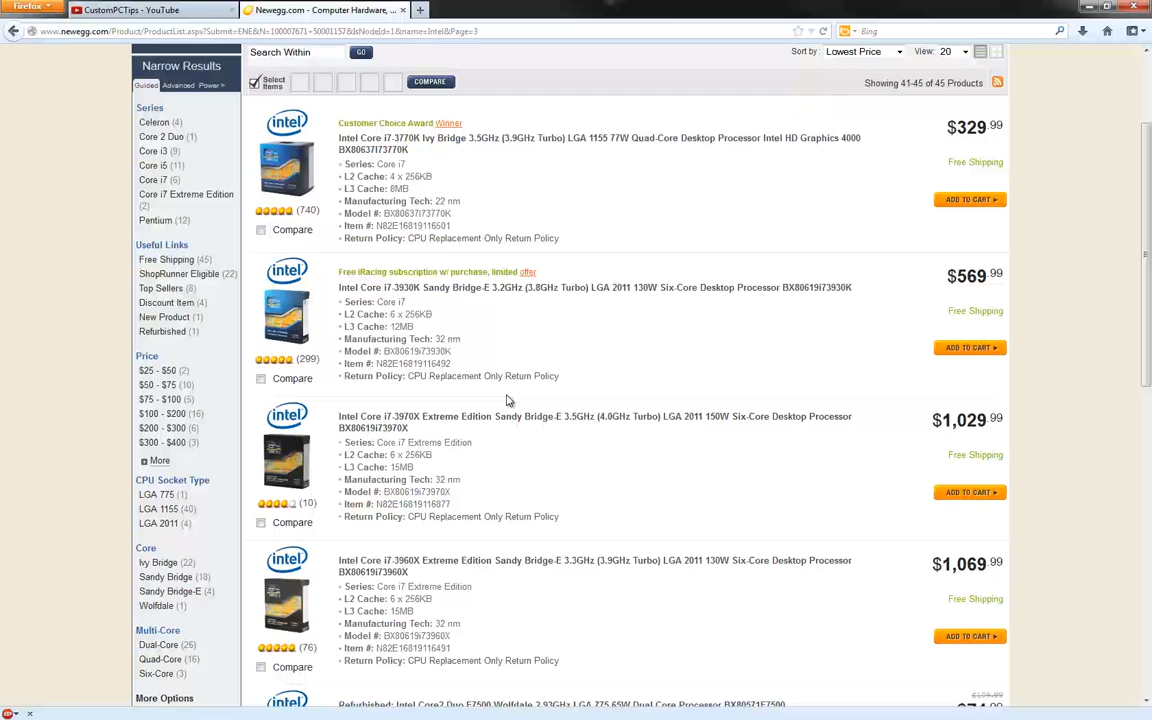 Firefox
CustomPCTips - YouTube
Newegg.com - Computer Hardware, ...
www.newegg.com/Product/ProductList.aspx?Submit=ENE&N=100007671+50001157&IsNodeId=1&name=Intel&Page=3
Bing
Narrow Results
Guided Advanced Power>
Series
Celeron (4)
Core 2 Duo (1)
Core i3 (9)
Core i5 (11)
Core i7 (6)
Core i7 Extreme Edition
(2)
Pentium (12)
Useful Links
Free Shipping (45)
ShopRunner Eligible (22)
Top Sellers (8)
Discount Item (4)
New Product (1)
Refurbished (1)
Price
$25 - $50 (2)
$50 - $75 (10)
$75 - $100 (5)
$100 - $200 (16)
$200 - $300 (6)
$300 - $400 (3)
More
CPU Socket Type
LGA 775 (1)
LGA 1155 (40)
LGA 2011 (4)
Core
Ivy Bridge (22)
Sandy Bridge (18)
Sandy Bridge-E (4)
Wolfdale (1)
Multi-Core
Dual-Core (26)
Quad-Core (16)
Six-Core (3)
More Options
Search Within GO
Sort by: Lowest Price View: 20
Select Items COMPARE
Showing 41-45 of 45 Products
intel
Customer Choice Award Winner
Intel Core i7-3770K Ivy Bridge 3.5GHz (3.9GHz Turbo) LGA 1155 77W Quad-Core Desktop Processor Intel HD Graphics 4000
BX80637I73770K
• Series: Core i7
• L2 Cache: 4 x 256KB
• L3 Cache: 8MB
• Manufacturing Tech: 22 nm
• Model #: BX80637I73770K
• Item #: N82E16819116501
• Return Policy: CPU Replacement Only Return Policy
(740)
Compare
$329.99
Free Shipping
ADD TO CART
intel
Free iRacing subscription w/ purchase, limited offer
Intel Core i7-3930K Sandy Bridge-E 3.2GHz (3.8GHz Turbo) LGA 2011 130W Six-Core Desktop Processor BX80619i73930K
• Series: Core i7
• L2 Cache: 6 x 256KB
• L3 Cache: 12MB
• Manufacturing Tech: 32 nm
• Model #: BX80619i73930K
• Item #: N82E16819116492
• Return Policy: CPU Replacement Only Return Policy
(299)
Compare
$569.99
Free Shipping
ADD TO CART
intel
Intel Core i7-3970X Extreme Edition Sandy Bridge-E 3.5GHz (4.0GHz Turbo) LGA 2011 150W Six-Core Desktop Processor
BX80619i73970X
• Series: Core i7 Extreme Edition
• L2 Cache: 6 x 256KB
• L3 Cache: 15MB
• Manufacturing Tech: 32 nm
• Model #: BX80619i73970X
• Item #: N82E16819116877
• Return Policy: CPU Replacement Only Return Policy
(10)
Compare
$1,029.99
Free Shipping
ADD TO CART
intel
Intel Core i7-3960X Extreme Edition Sandy Bridge-E 3.3GHz (3.9GHz Turbo) LGA 2011 130W Six-Core Desktop Processor
BX80619i73960X
• Series: Core i7 Extreme Edition
• L2 Cache: 6 x 256KB
• L3 Cache: 15MB
• Manufacturing Tech: 32 nm
• Model #: BX80619i73960X
• Item #: N82E16819116491
• Return Policy: CPU Replacement Only Return Policy
(76)
Compare
$1,069.99
Free Shipping
ADD TO CART
Refurbished: Intel Core2 Duo E7500 Wolfdale 2.93GHz LGA 775 65W Dual Core Processor BX80571E7500